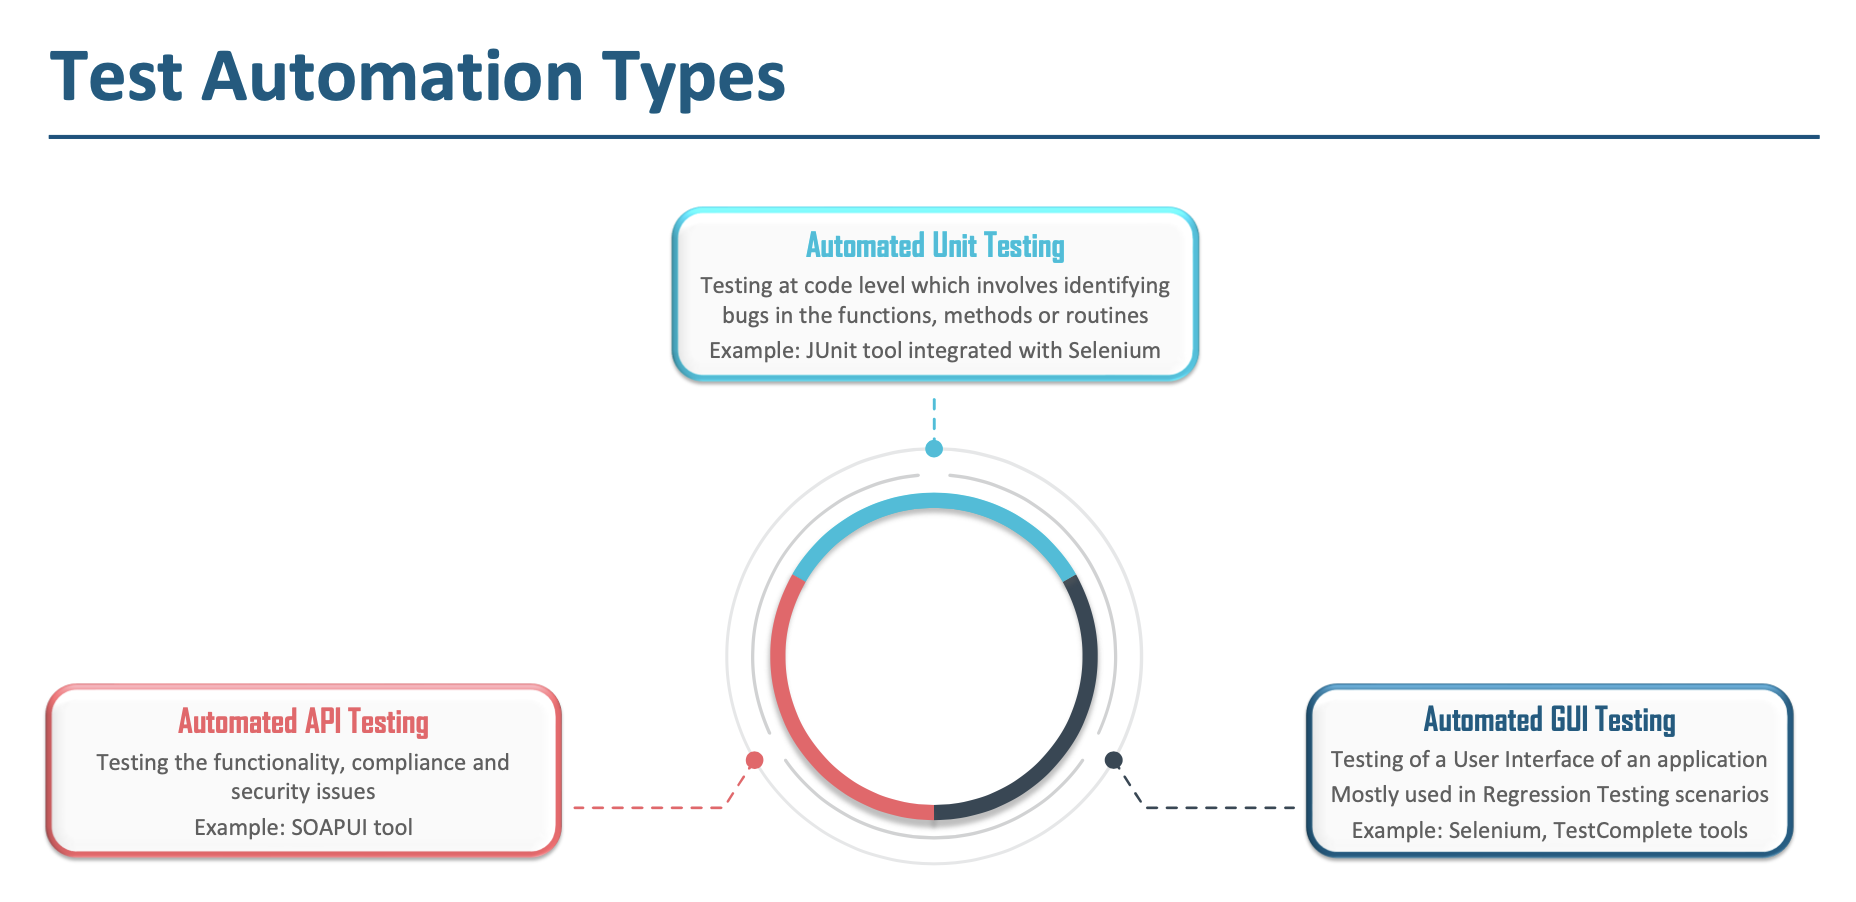 Test Automation Types
Automated Unit Testing
Testing at code level which involves identifying
bugs in the functions, methods or routines
Example: JUnit tool integrated with Selenium
Automated API Testing
Testing the functionality, compliance and
security issues
Example: SOAPUI tool
Automated GUI Testing
Testing of a User Interface of an application
Mostly used in Regression Testing scenarios
Example: Selenium, TestComplete tools